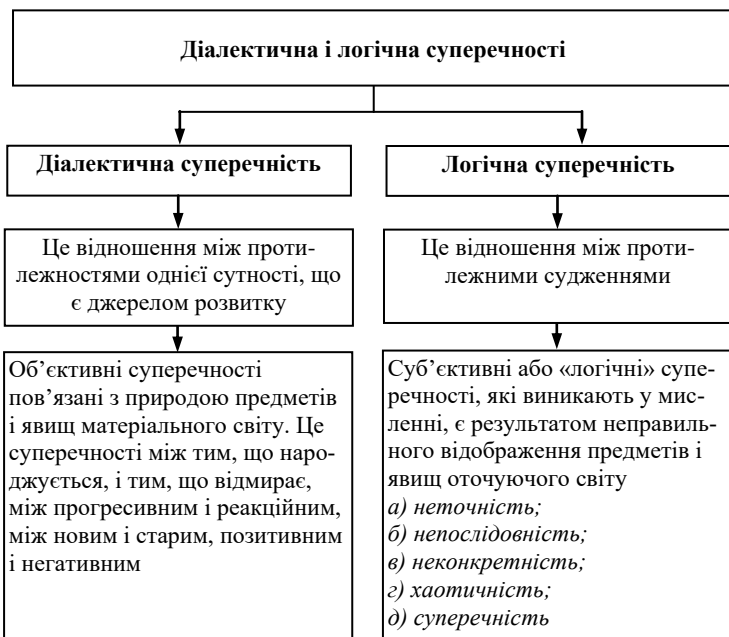 Діалектична і логічна суперечності
Діалектична суперечність
Логічна суперечність
Це відношення між проти-
лежностями однієї сутності, що
є джерелом розвитку
Це відношення між проти-
лежними судженнями
Об’єктивні суперечності
пов’язані з природою предметів
і явищ матеріального світу. Це
суперечності між тим, що наро-
джується, і тим, що відмирає,
між прогресивним і реакційним,
між новим і старим, позитивним
і негативним
Суб’єктивні або «логічні» супе-
речності, які виникають у мис-
ленні, є результатом неправиль-
ного відображення предметів і
явищ оточуючого світу
а) неточність;
б) непослідовність;
в) неконкретність;
г) хаотичність;
д) суперечність